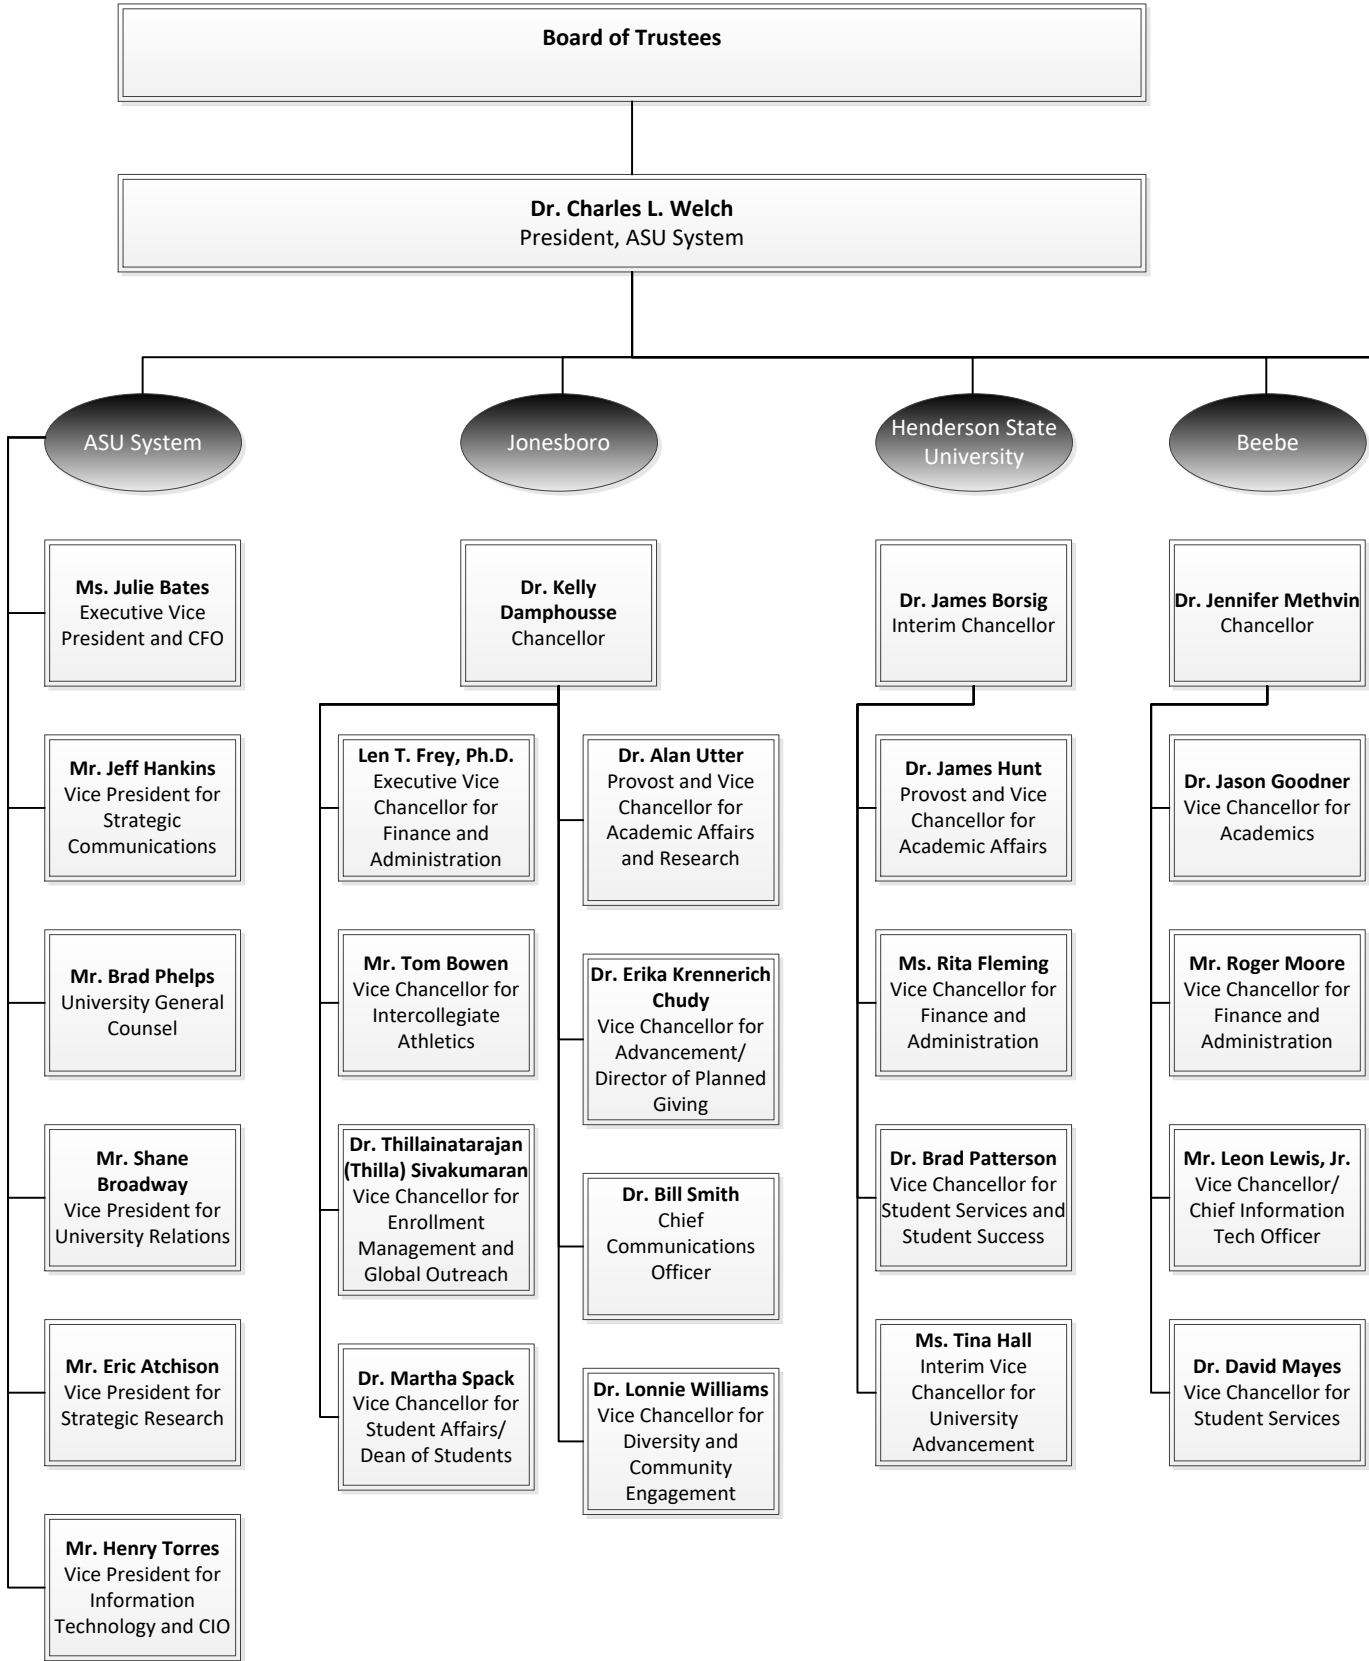 Board of Trustees
Dr. Charles L. Welch
President, ASU System
ASU System
Jonesboro
Henderson State
University
Beebe
Ms. Julie Bates
Executive Vice
President and CFO
Mr. Jeff Hankins
Vice President for
Strategic
Communications
Mr. Brad Phelps
University General
Counsel
Mr. Shane
Broadway
Vice President for
University Relations
Mr. Eric Atchison
Vice President for
Strategic Research
Mr. Henry Torres
Vice President for
Information
Technology and CIO
Dr. Kelly
Damphousse
Chancellor
Len T. Frey, Ph.D.
Executive Vice
Chancellor for
Finance and
Administration
Mr. Tom Bowen
Vice Chancellor for
Intercollegiate
Athletics
Dr. Thillainatarajan
(Thilla) Sivakumaran
Vice Chancellor for
Enrollment
Management and
Global Outreach
Dr. Martha Spack
Vice Chancellor for
Student Affairs/
Dean of Students
Dr. Alan Utter
Provost and Vice
Chancellor for
Academic Affairs
and Research
Dr. Erika Krennerich
Chudy
Vice Chancellor for
Advancement/
Director of Planned
Giving
Dr. Bill Smith
Chief
Communications
Officer
Dr. Lonnie Williams
Vice Chancellor for
Diversity and
Community
Engagement
Dr. James Borsig
Interim Chancellor
Dr. James Hunt
Provost and Vice
Chancellor for
Academic Affairs
Ms. Rita Fleming
Vice Chancellor for
Finance and
Administration
Dr. Brad Patterson
Vice Chancellor for
Student Services and
Student Success
Ms. Tina Hall
Interim Vice
Chancellor for
University
Advancement
Dr. Jennifer Methvin
Chancellor
Dr. Jason Goodner
Vice Chancellor for
Academics
Mr. Roger Moore
Vice Chancellor for
Finance and
Administration
Mr. Leon Lewis, Jr.
Vice Chancellor/
Chief Information
Tech Officer
Dr. David Mayes
Vice Chancellor for
Student Services